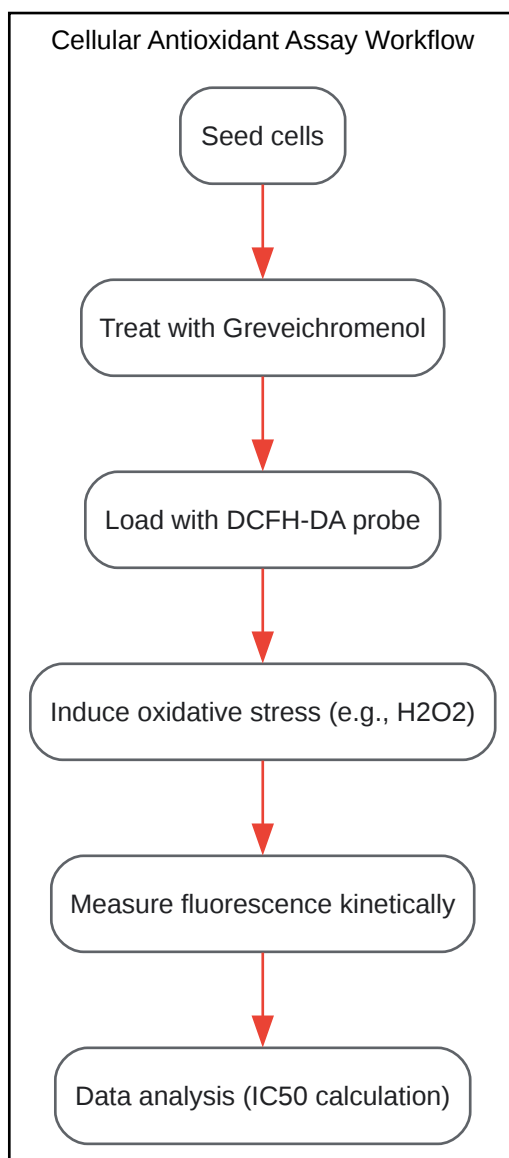 Cellular Antioxidant Assay Workflow
Seed cells
Treat with Greveichromenol
Load with DCFH-DA probe
Induce oxidative stress (e.g., H2O2)
Measure fluorescence kinetically
Data analysis (IC50 calculation)